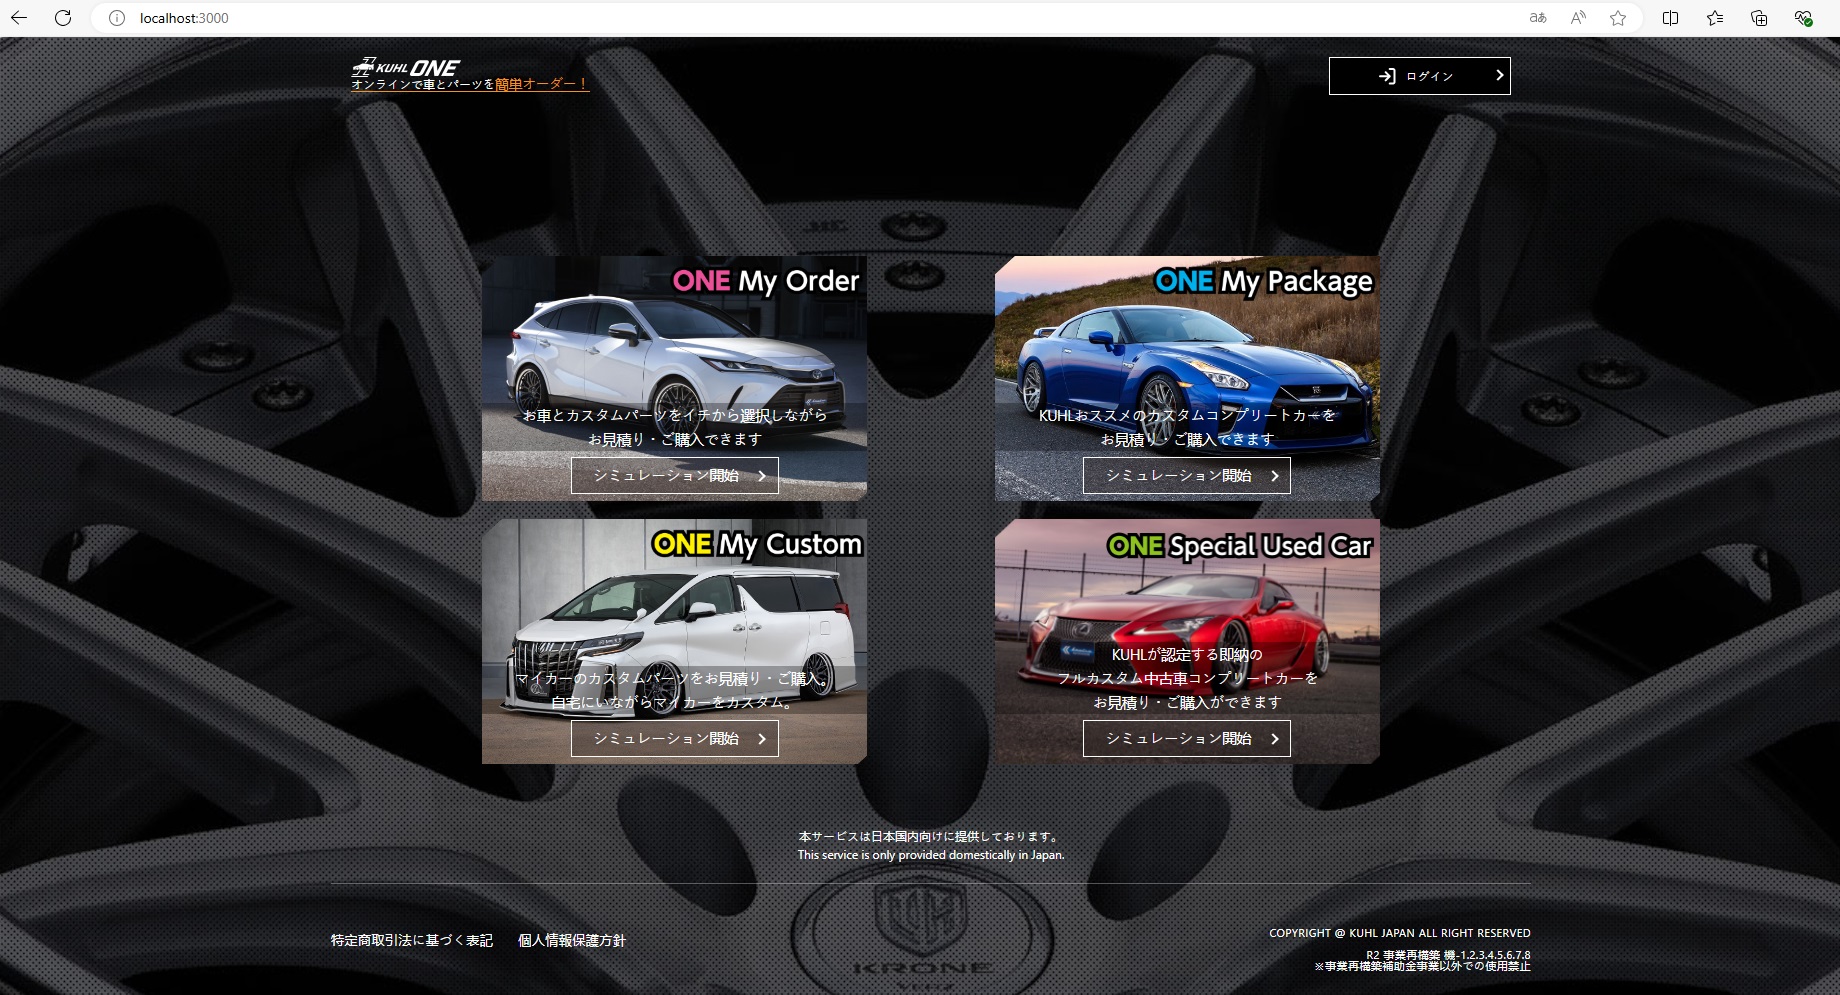 localhost:3000
KUHL ONE
オンラインで車とパーツを簡単オーダー！
ログイン
ONE My Order
お車とカスタムパーツをイチから選択しながら
お見積り・ご購入できます
シミュレーション開始
ONE My Package
KUHLおススメのカスタムコンプリートカーを
お見積り・ご購入できます
シミュレーション開始
ONE My Custom
マイカーのカスタムパーツをお見積り・ご購入。
自宅にいながらマイカーをカスタム。
シミュレーション開始
ONE Special Used Car
KUHLが認定する即納の
フルカスタム中古車コンプリートカーを
お見積り・ご購入ができます
シミュレーション開始
本サービスは日本国内向けに提供しております。
This service is only provided domestically in Japan.
特定商取引法に基づく表記
個人情報保護方針
COPYRIGHT @ KUHL JAPAN ALL RIGHT RESERVED
R2 事業再構築 機-1.2.3.4.5.6.7.8
※事業再構築補助金事業以外での使用禁止
KRONE
VERZ